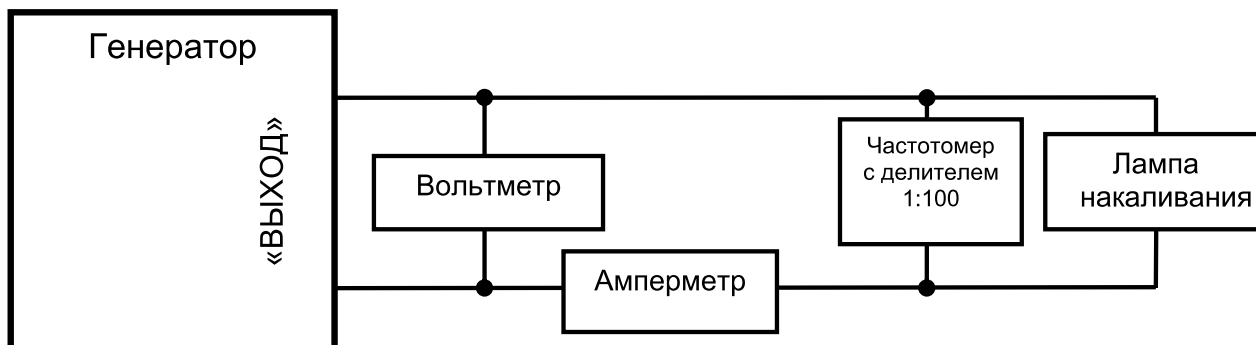 Генератор
«ВЫХОД»
Вольтметр
Амперметр
Частотомер
с делителем
1:100
Лампа
накаливания